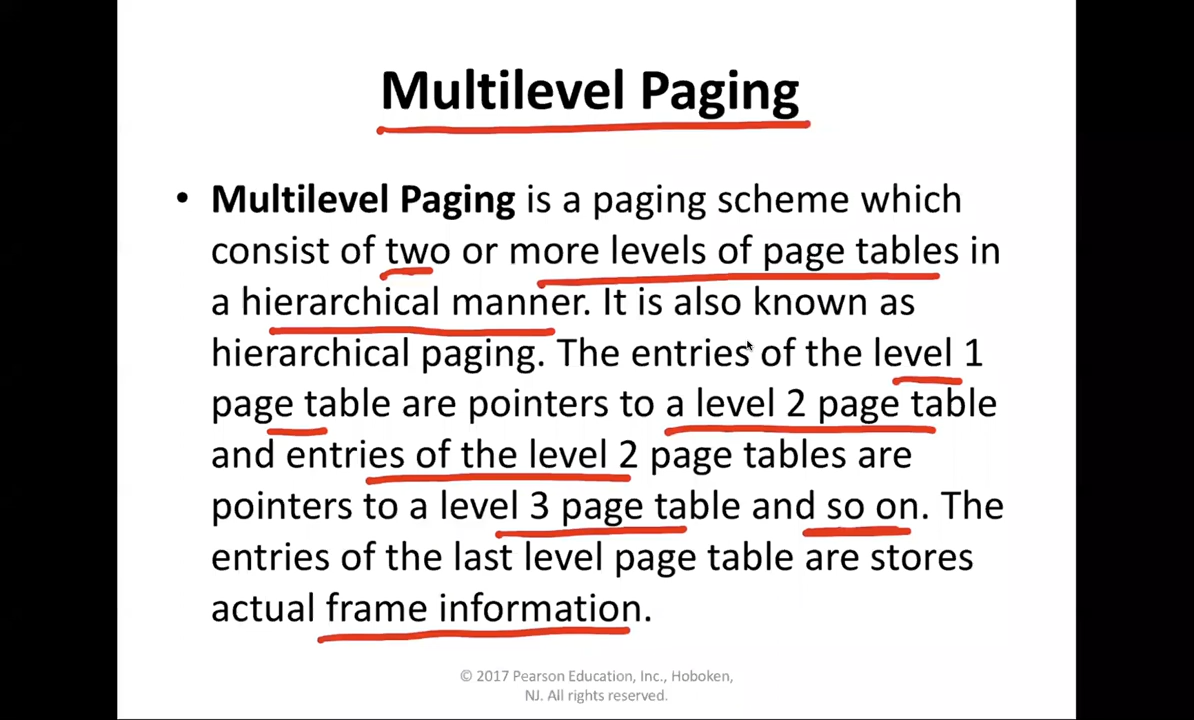 Multilevel Paging
• Multilevel Paging is a paging scheme which
consist of two or more levels of page tables in
a hierarchical manner. It is also known as
hierarchical paging. The entries of the level 1
page table are pointers to a level 2 page table
and entries of the level 2 page tables are
pointers to a level 3 page table and so on. The
entries of the last level page table are stores
actual frame information.
© 2017 Pearson Education, Inc., Hoboken,
NJ. All rights reserved.